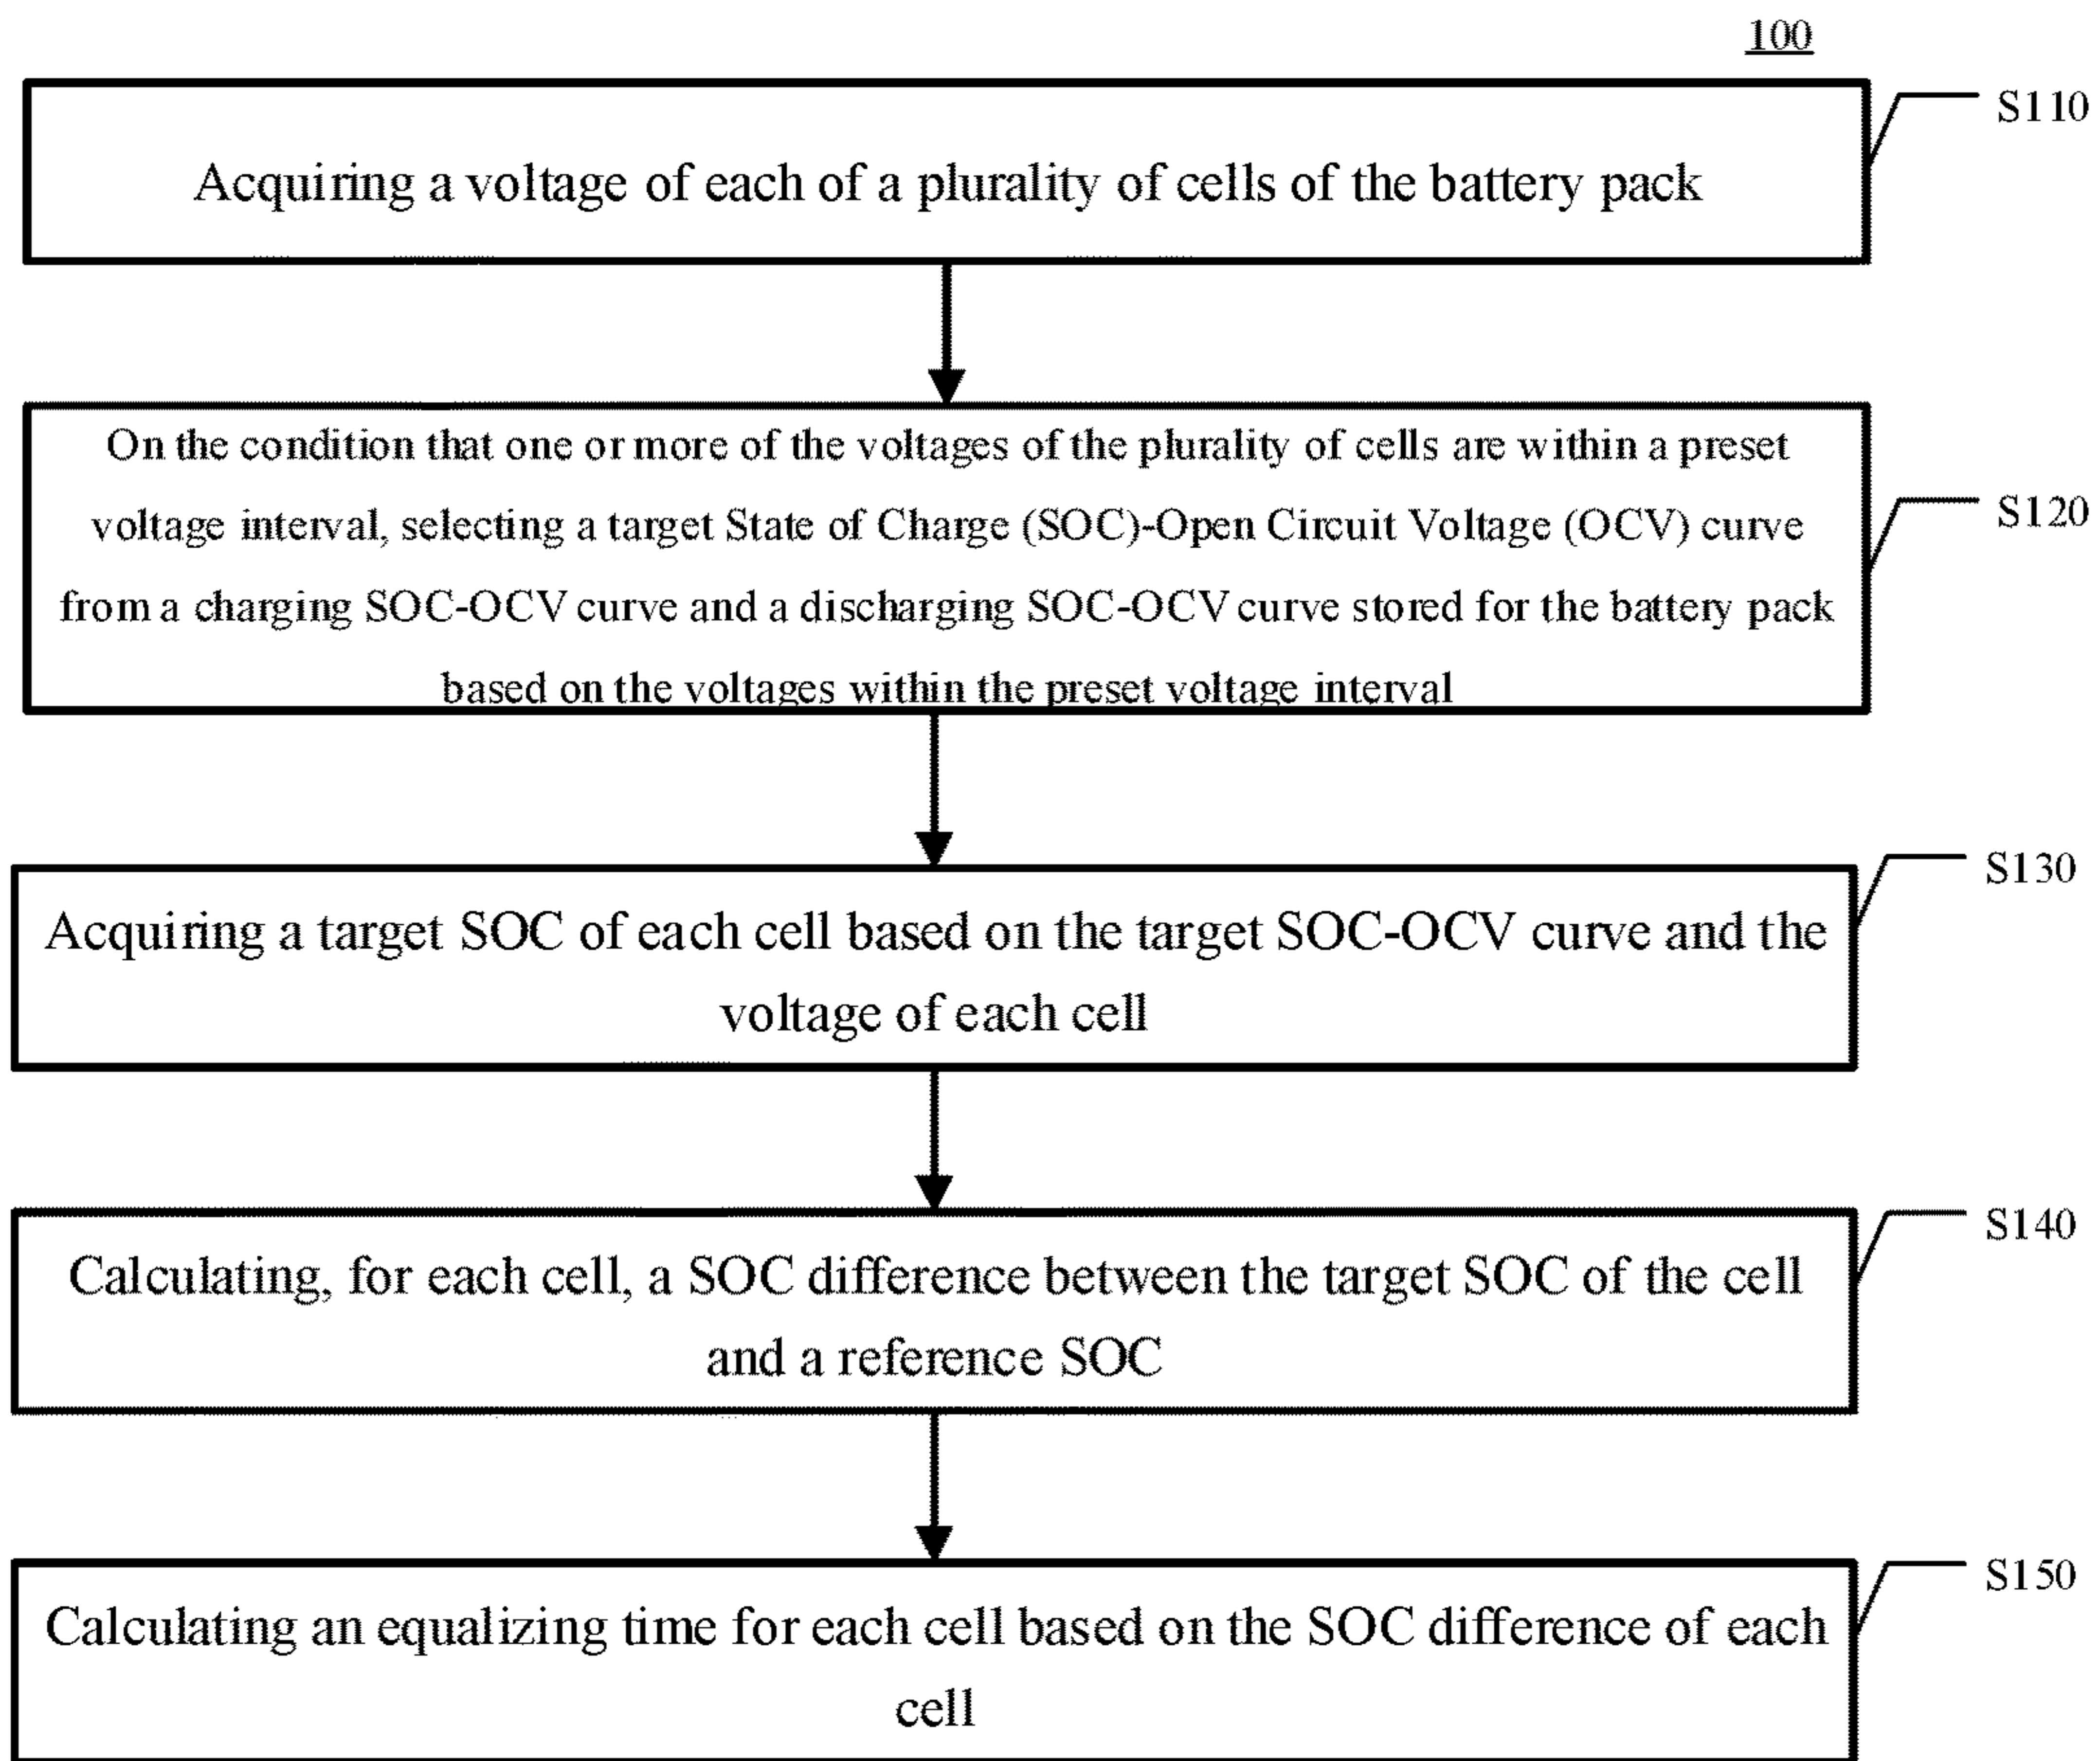 100
S110
Acquiring a voltage of each of a plurality of cells of the battery pack
On the condition that one or more of the voltages of the plurality of cells are within a preset
voltage interval, selecting a target State of Charge (SOC)-Open Circuit Voltage (OCV) curve
S120
from a charging SOC-OCV curve and a discharging SOC-OCV curve stored for the battery pack
based on the voltages within the preset voltage interval
S130
Acquiring a target SOC of each cell based on the target SOC-OCV curve and the
voltage of each cell
S140
Calculating, for each cell, a SOC difference between the target SOC of the cell
and a reference SOC
S150
Calculating an equalizing time for each cell based on the SOC difference of each
cell